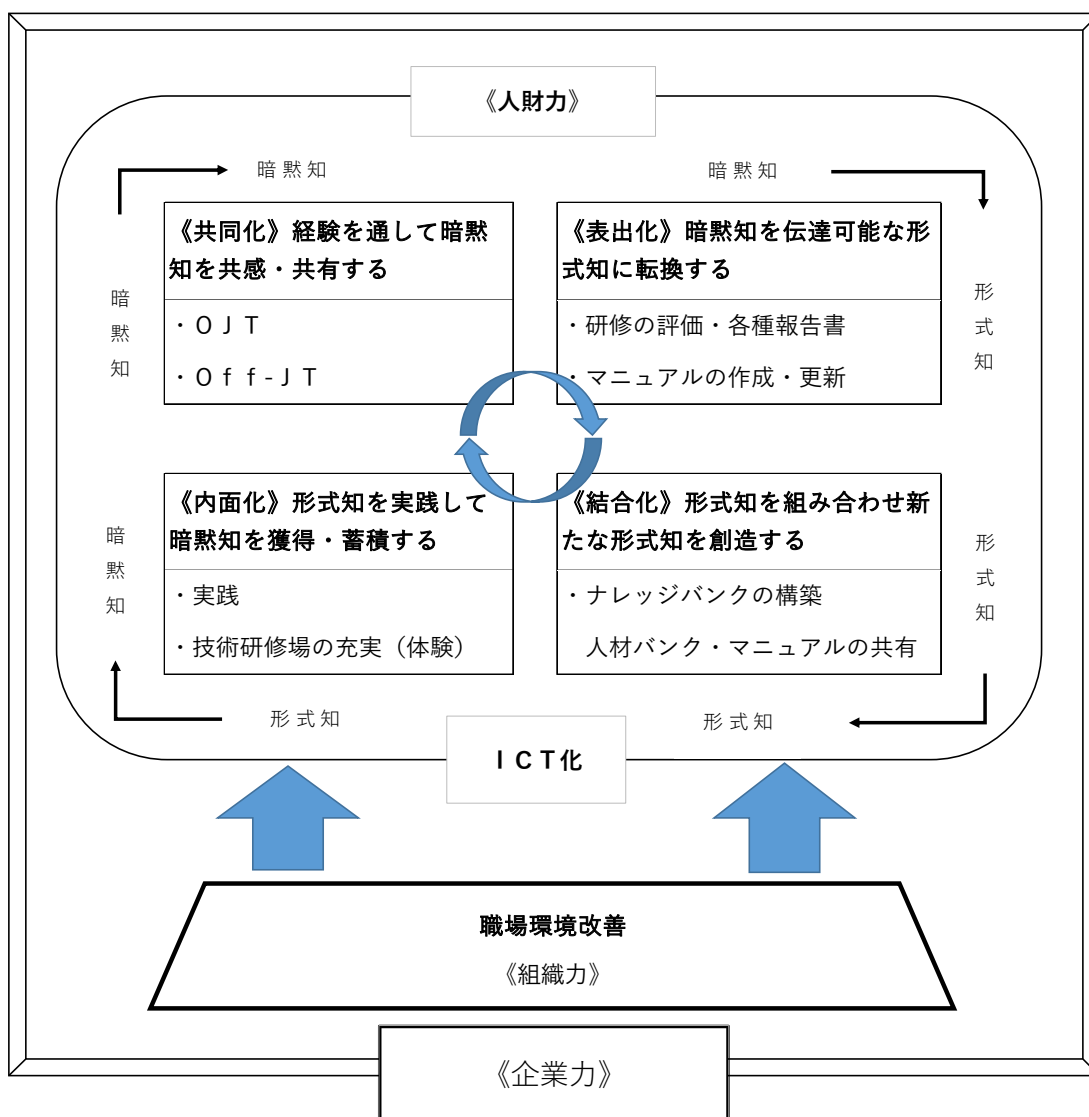 《人財力》
暗黙知
暗黙知
《共同化》経験を通して暗黙
知を共感・共有する
・ＯＪＴ
・Ｏｆｆ-ＪＴ
《表出化》暗黙知を伝達可能な形
式知に転換する
・研修の評価・各種報告書
・マニュアルの作成・更新
暗黙知
形式知
《内面化》形式知を実践して
暗黙知を獲得・蓄積する
・実践
・技術研修場の充実（体験）
《結合化》形式知を組み合わせ新
たな形式知を創造する
・ナレッジバンクの構築
人材バンク・マニュアルの共有
暗黙知
形式知
形式知
形式知
ＩＣＴ化
職場環境改善
《組織力》
《企業力》